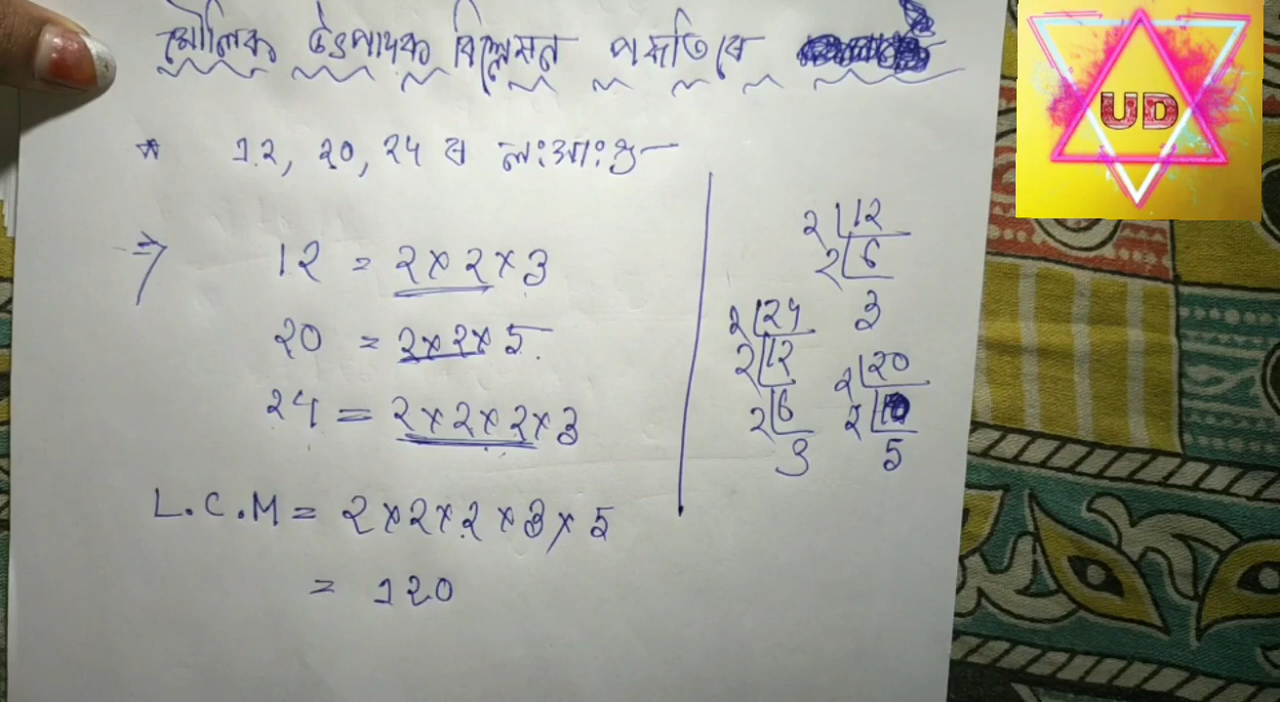 মৌলিক উৎপাদক বিশ্লেষন পদ্ধতিৰে
* 12, 20, 24 ৰ ল:সা:গু—
⇒ 12 = 2×2×3
20 = 2×2×5
24 = 2×2×2×3
L.C.M = 2×2×2×3×5
= 120
2 12
2 6
3
2 24
2 12
2 6
3
2 20
2 10
5
UD